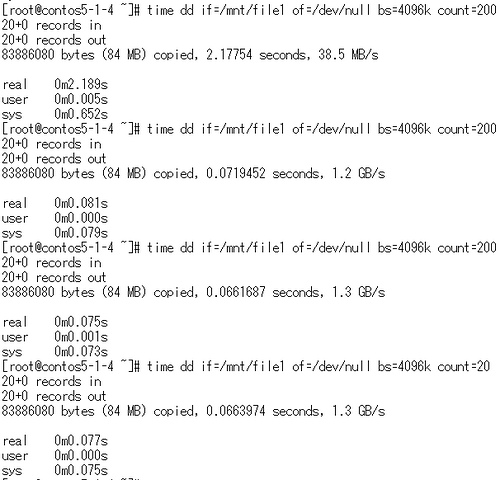 [root@contos5-1-4 ~]# time dd if=/mnt/file1 of=/dev/null bs=4096k count=200
20+0 records in
20+0 records out
83886080 bytes (84 MB) copied, 2.17754 seconds, 38.5 MB/s

real    0m2.189s
user    0m0.005s
sys     0m0.652s
[root@contos5-1-4 ~]# time dd if=/mnt/file1 of=/dev/null bs=4096k count=200
20+0 records in
20+0 records out
83886080 bytes (84 MB) copied, 0.0719452 seconds, 1.2 GB/s

real    0m0.081s
user    0m0.000s
sys     0m0.079s
[root@contos5-1-4 ~]# time dd if=/mnt/file1 of=/dev/null bs=4096k count=200
20+0 records in
20+0 records out
83886080 bytes (84 MB) copied, 0.0661687 seconds, 1.3 GB/s

real    0m0.075s
user    0m0.001s
sys     0m0.073s
[root@contos5-1-4 ~]# time dd if=/mnt/file1 of=/dev/null bs=4096k count=20
20+0 records in
20+0 records out
83886080 bytes (84 MB) copied, 0.0663974 seconds, 1.3 GB/s

real    0m0.077s
user    0m0.000s
sys     0m0.075s